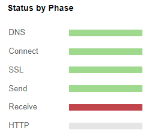 Status by Phase
DNS
Connect
SSL
Send
Receive
HTTP